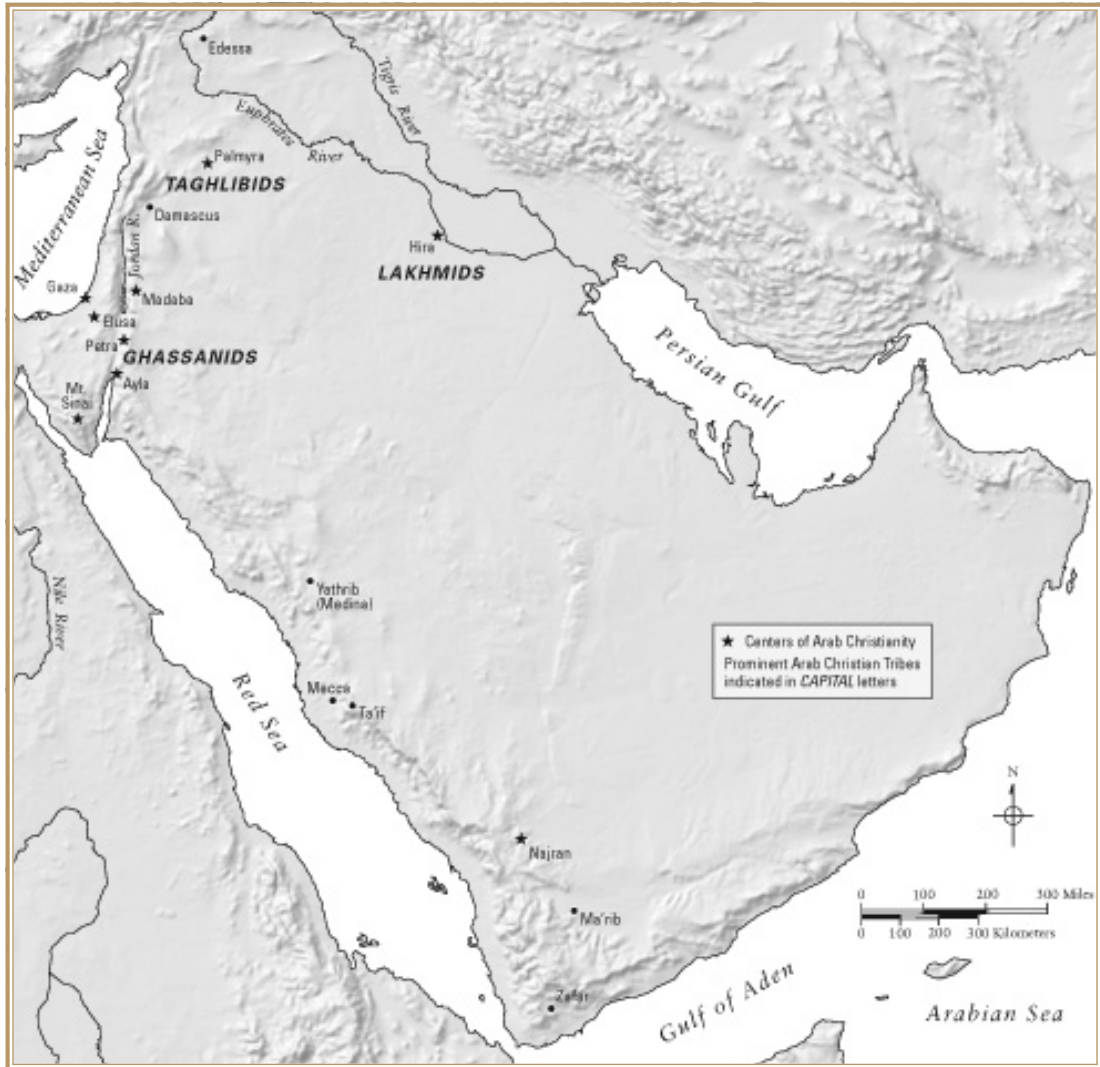 Edessa
Tigris River
Euphrates River
Mediterranean Sea
Palmyra
TAGHLIBIDS
Damascus
Jordan R.
Hira
LAKHMIDS
Gaza
Madaba
Elusa
Petra
GHASSANIDS
Ayla
Mt.
Sinai
Persian Gulf
Nile River
Yathrib
(Medina)
Red Sea
Mecca
Ta'if
★ Centers of Arab Christianity
Prominent Arab Christian Tribes
indicated in CAPITAL letters
N
Najran
Ma'rib
0 100 200 300 Miles
0 100 200 300 Kilometers
Zafar
Gulf of Aden
Arabian Sea